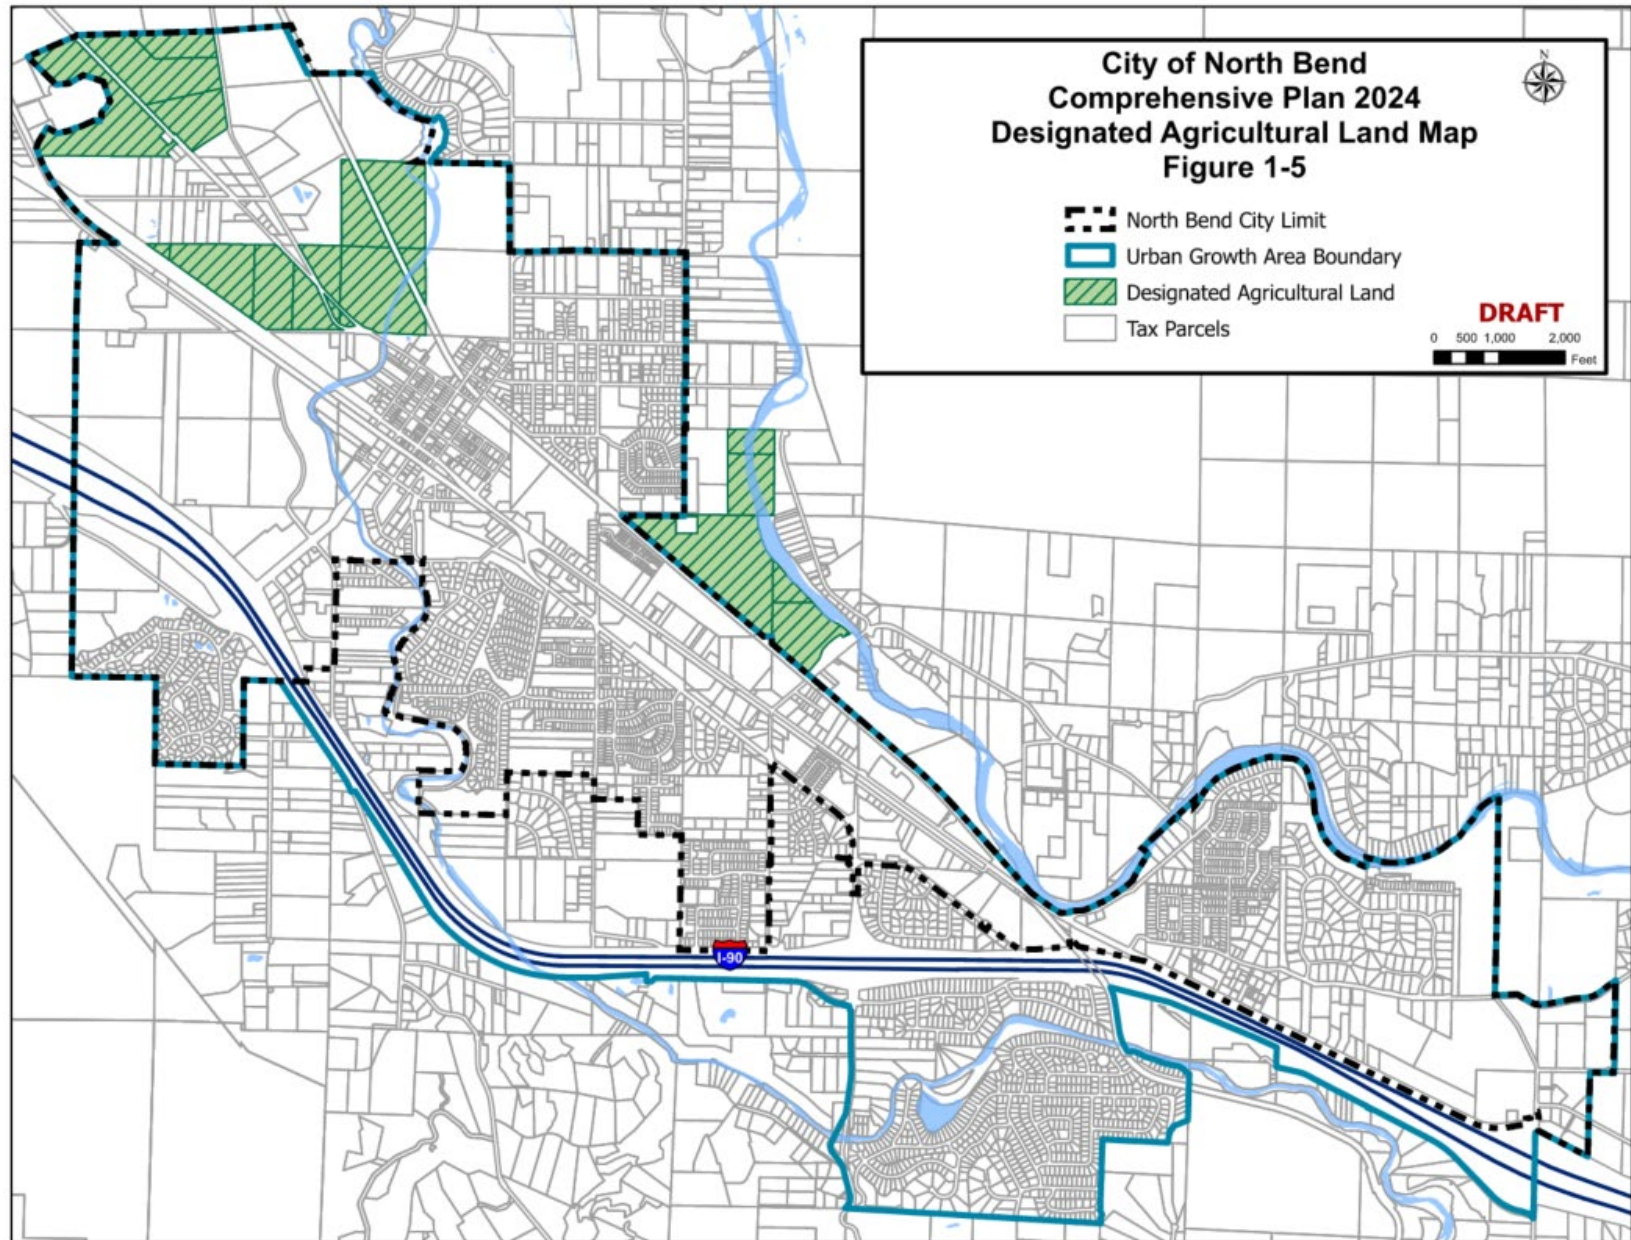 City of North Bend
Comprehensive Plan 2024
Designated Agricultural Land Map
Figure 1-5
N
North Bend City Limit
Urban Growth Area Boundary
Designated Agricultural Land
Tax Parcels
DRAFT
0 500 1,000 2,000
Feet
I-90